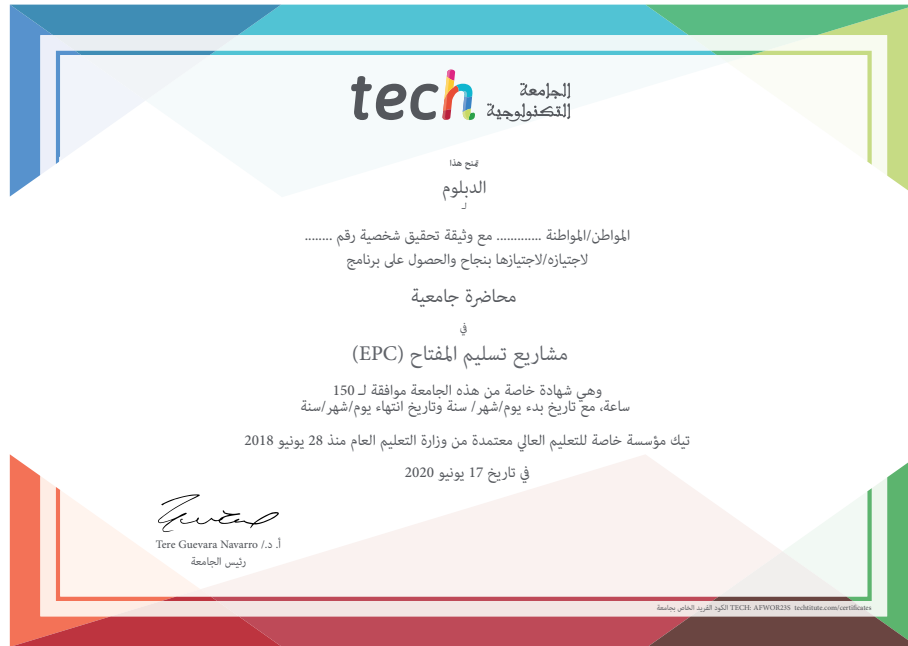 tech الجامعة
التكنولوجية
يمنح هذا
الدبلوم
لـ
المواطن/المواطنة ............. مع وثيقة تحقيق شخصية رقم ........
لاجتيازه/لاجتيازها بنجاح والحصول على برنامج
محاضرة جامعية
في
مشاريع تسليم المفتاح (EPC)
وهي شهادة خاصة من هذه الجامعة موافقة لـ 150
ساعة، مع تاريخ بدء يوم/شهر/ سنة وتاريخ انتهاء يوم/شهر/سنة
تيك مؤسسة خاصة للتعليم العالي معتمدة من وزارة التعليم العام منذ 28 يونيو 2018
في تاريخ 17 يونيو 2020
أ. د./ Tere Guevara Navarro
رئيس الجامعة
الكود الفريد الخاص بجامعة TECH: AFWOR23S techtitute.com/certificates